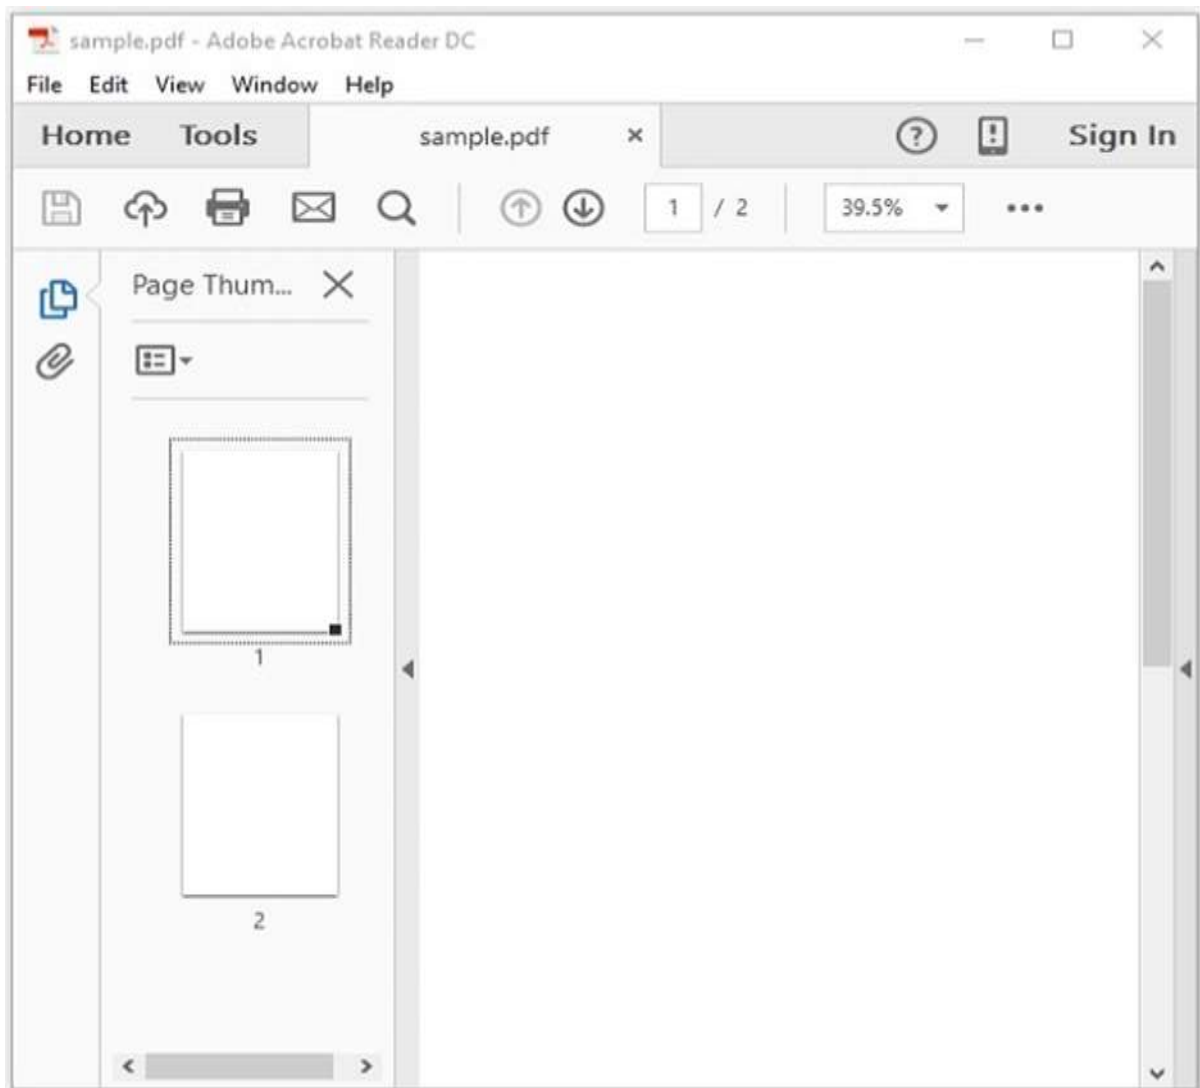 sample.pdf - Adobe Acrobat Reader DC
File Edit View Window Help
Home Tools sample.pdf × Sign In
1 / 2 39.5%
Page Thum...
1
2